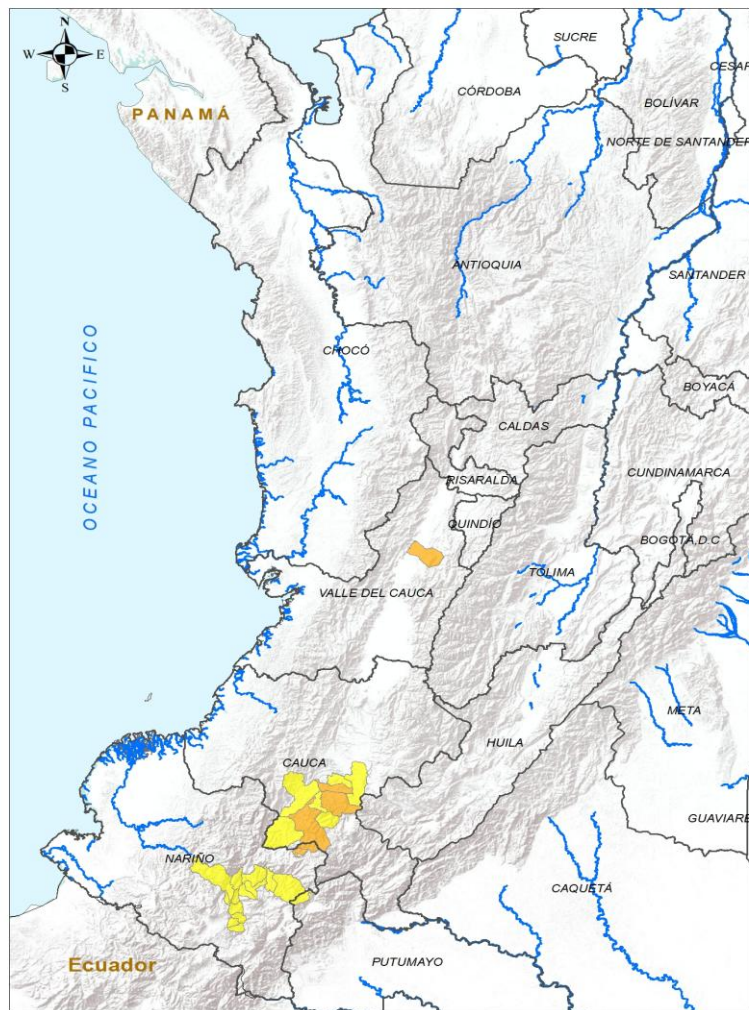 N
W E
S
SUCRE
CESAR
CÓRDOBA
BOLÍVAR
PANAMÁ
NORTE DE SANTANDER
ANTIOQUIA
SANTANDER
OCEANO PACIFICO
CHOCÓ
BOYACÁ
CALDAS
CUNDINAMARCA
RISARALDA
QUINDÍO
BOGOTÁ, D.C
TOLIMA
VALLE DEL CAUCA
META
HUILA
CAUCA
GUAVIARE
NARIÑO
CAQUETÁ
PUTUMAYO
Ecuador